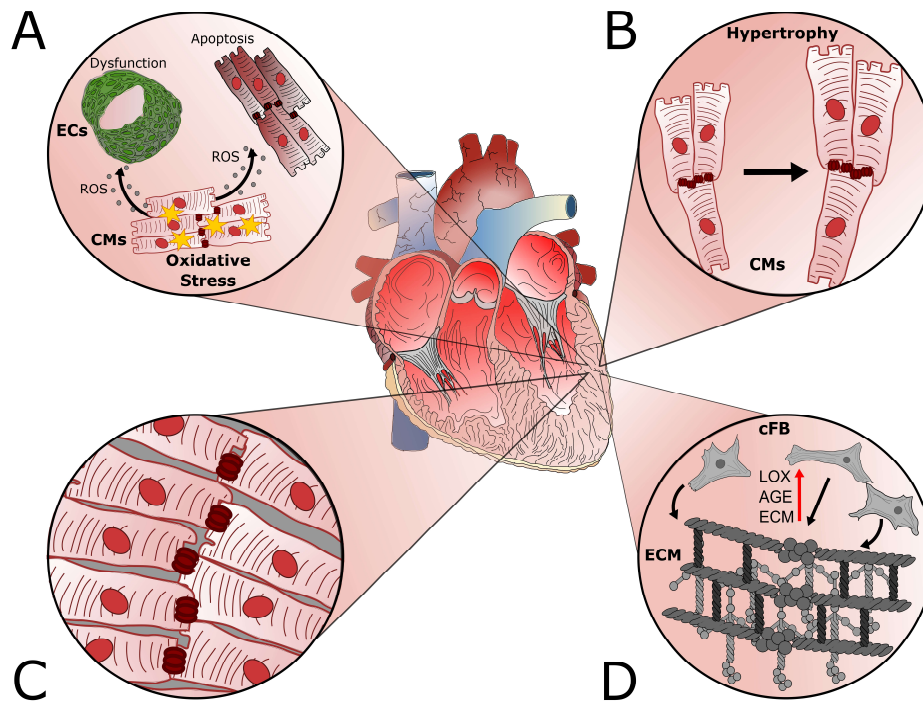 A
Apoptosis
Dysfunction
ECs
ROS
ROS
CMs
Oxidative
Stress
B
Hypertrophy
CMs
C
D
cFB
LOX
AGE
ECM
ECM